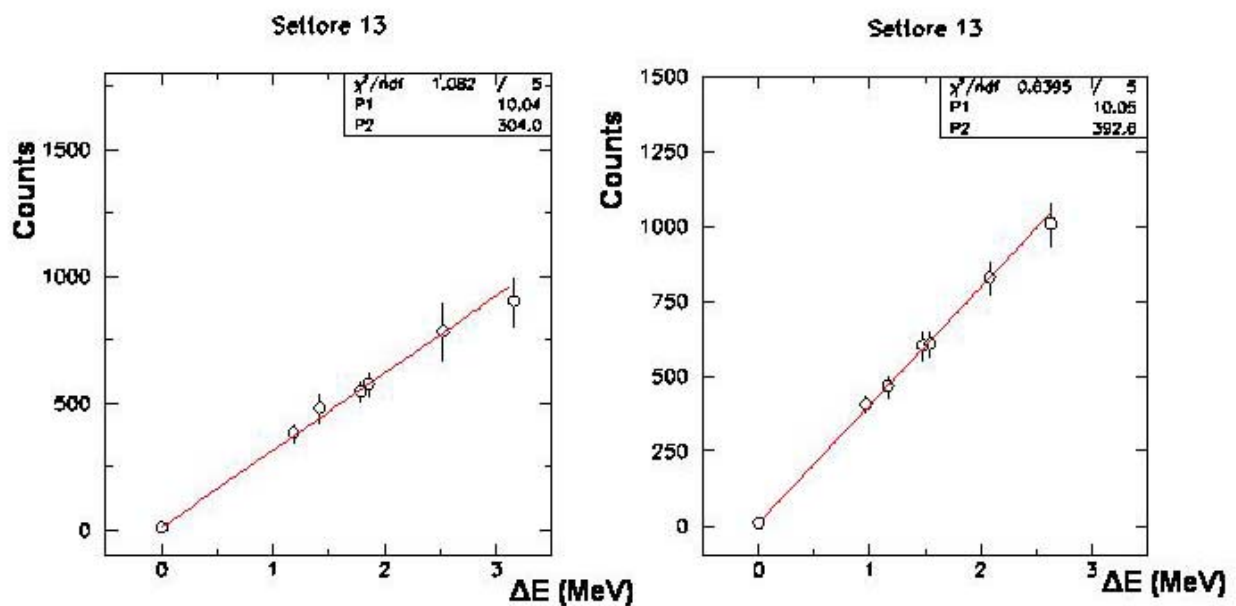 Settore 13
χ²/ndf 1.082 / 5
P1 10.04
P2 304.0
1500
1000
500
0
Counts
0 1 2 3
ΔE (MeV)
Settore 13
χ²/ndf 0.8395 / 5
P1 10.05
P2 392.6
1500
1250
1000
750
500
250
0
Counts
0 1 2 3
ΔE (MeV)